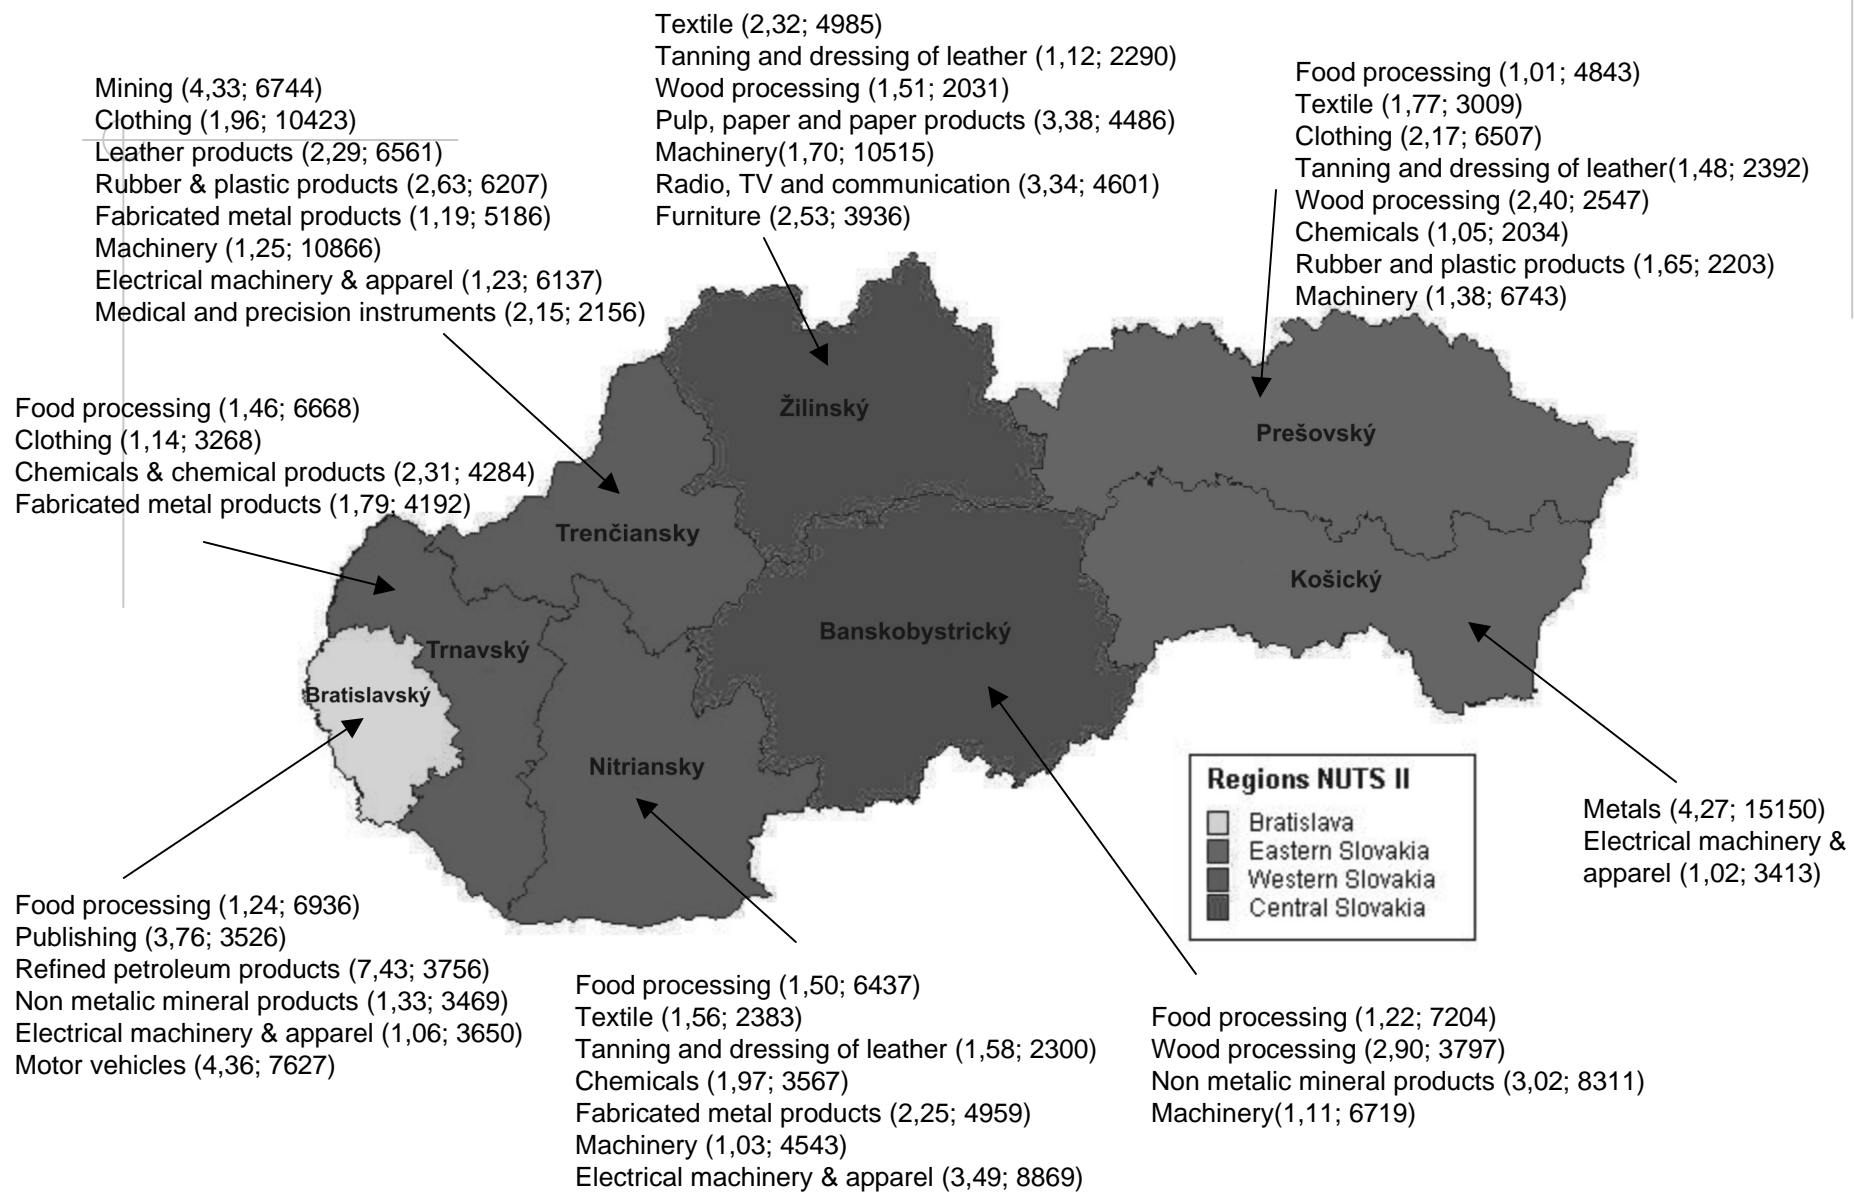 Textile (2,32; 4985)
Tanning and dressing of leather (1,12; 2290)
Wood processing (1,51; 2031)
Pulp, paper and paper products (3,38; 4486)
Machinery(1,70; 10515)
Radio, TV and communication (3,34; 4601)
Furniture (2,53; 3936)
Mining (4,33; 6744)
Clothing (1,96; 10423)
Leather products (2,29; 6561)
Rubber & plastic products (2,63; 6207)
Fabricated metal products (1,19; 5186)
Machinery (1,25; 10866)
Electrical machinery & apparel (1,23; 6137)
Medical and precision instruments (2,15; 2156)
Food processing (1,01; 4843)
Textile (1,77; 3009)
Clothing (2,17; 6507)
Tanning and dressing of leather(1,48; 2392)
Wood processing (2,40; 2547)
Chemicals (1,05; 2034)
Rubber and plastic products (1,65; 2203)
Machinery (1,38; 6743)
Food processing (1,46; 6668)
Clothing (1,14; 3268)
Chemicals & chemical products (2,31; 4284)
Fabricated metal products (1,79; 4192)
Žilinský
Prešovský
Trenčiansky
Košický
Banskobystrický
Trnavský
Bratislavský
Nitriansky
Regions NUTS II
Bratislava
Eastern Slovakia
Western Slovakia
Central Slovakia
Metals (4,27; 15150)
Electrical machinery &
apparel (1,02; 3413)
Food processing (1,24; 6936)
Publishing (3,76; 3526)
Refined petroleum products (7,43; 3756)
Non metalic mineral products (1,33; 3469)
Electrical machinery & apparel (1,06; 3650)
Motor vehicles (4,36; 7627)
Food processing (1,50; 6437)
Textile (1,56; 2383)
Tanning and dressing of leather (1,58; 2300)
Chemicals (1,97; 3567)
Fabricated metal products (2,25; 4959)
Machinery (1,03; 4543)
Electrical machinery & apparel (3,49; 8869)
Food processing (1,22; 7204)
Wood processing (2,90; 3797)
Non metalic mineral products (3,02; 8311)
Machinery(1,11; 6719)